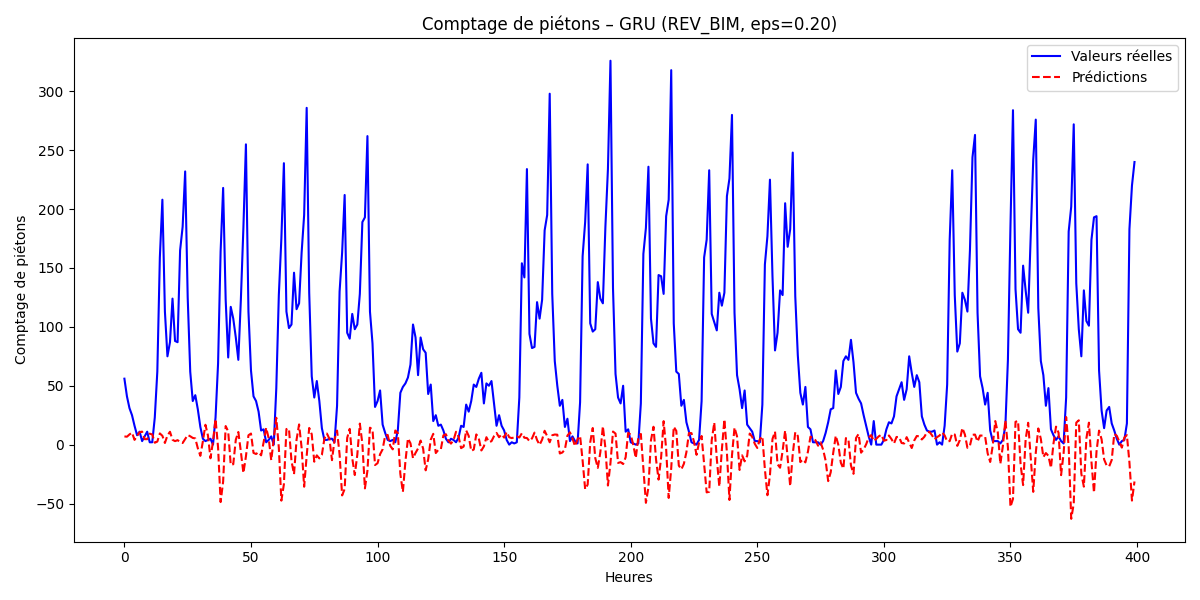 Comptage de piétons – GRU (REV_BIM, eps=0.20)
Valeurs réelles
Prédictions
Comptage de piétons
300
250
200
150
100
50
0
−50
0 50 100 150 200 250 300 350 400
Heures